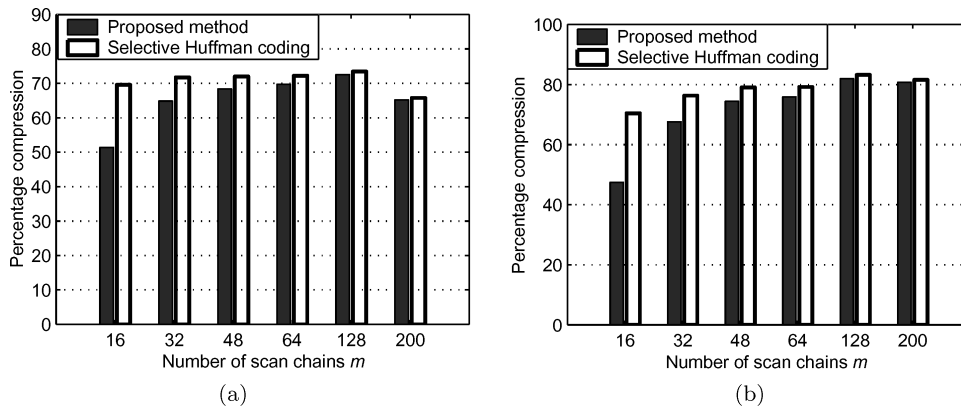 90
80
70
60
50
40
30
20
10
0
Percentage compression
Proposed method
Selective Huffman coding
16 32 48 64 128 200
Number of scan chains m
(a)
100
80
60
40
20
0
Percentage compression
Proposed method
Selective Huffman coding
16 32 48 64 128 200
Number of scan chains m
(b)